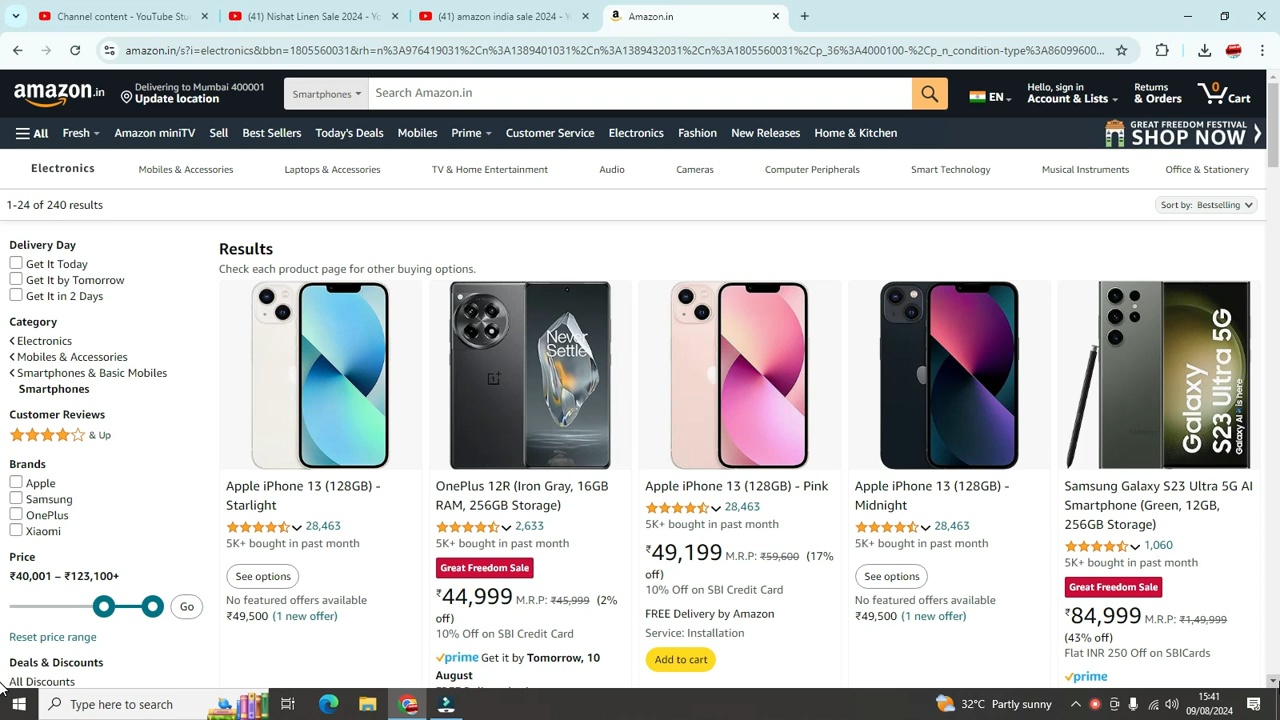 Channel content - YouTube Stu
(41) Nishat Linen Sale 2024 - Yo
(41) amazon india sale 2024 - Y
Amazon.in
amazon.in/s?i=electronics&bbn=1805560031&rh=n%3A976419031%2Cn%3A1389401031%2Cn%3A1389432031%2Cn%3A1805560031%2Cp_36%3A4000100-%2Cp_n_condition-type%3A86099600...
amazon.in
Delivering to Mumbai 400001
Update location
Smartphones
Search Amazon.in
EN
Hello, sign in
Account & Lists
Returns
& Orders
0
Cart
All
Fresh
Amazon miniTV
Sell
Best Sellers
Today's Deals
Mobiles
Prime
Customer Service
Electronics
Fashion
New Releases
Home & Kitchen
GREAT FREEDOM FESTIVAL
SHOP NOW
Electronics
Mobiles & Accessories
Laptops & Accessories
TV & Home Entertainment
Audio
Cameras
Computer Peripherals
Smart Technology
Musical Instruments
Office & Stationery
1-24 of 240 results
Sort by: Bestselling
Delivery Day
Get It Today
Get It by Tomorrow
Get It in 2 Days
Category
Electronics
Mobiles & Accessories
Smartphones & Basic Mobiles
Smartphones
Customer Reviews
& Up
Brands
Apple
Samsung
OnePlus
Xiaomi
Price
₹40,001 – ₹123,100+
Go
Reset price range
Deals & Discounts
All Discounts
Results
Check each product page for other buying options.
Apple iPhone 13 (128GB) -
Starlight
28,463
5K+ bought in past month
See options
No featured offers available
₹49,500 (1 new offer)
Never
Settle
OnePlus 12R (Iron Gray, 16GB
RAM, 256GB Storage)
2,633
5K+ bought in past month
Great Freedom Sale
₹44,999 M.R.P: ₹45,999 (2%
off)
10% Off on SBI Credit Card
prime Get it by Tomorrow, 10
August
Apple iPhone 13 (128GB) - Pink
28,463
5K+ bought in past month
₹49,199 M.R.P: ₹59,600 (17%
off)
10% Off on SBI Credit Card
FREE Delivery by Amazon
Service: Installation
Add to cart
Apple iPhone 13 (128GB) -
Midnight
28,463
5K+ bought in past month
See options
No featured offers available
₹49,500 (1 new offer)
Galaxy
S23 Ultra 5G
Galaxy AI is here
Samsung Galaxy S23 Ultra 5G AI
Smartphone (Green, 12GB,
256GB Storage)
1,060
5K+ bought in past month
Great Freedom Sale
₹84,999 M.R.P: ₹1,49,999
(43% off)
Flat INR 250 Off on SBICards
prime
Type here to search
32°C Partly sunny
15:41
09/08/2024